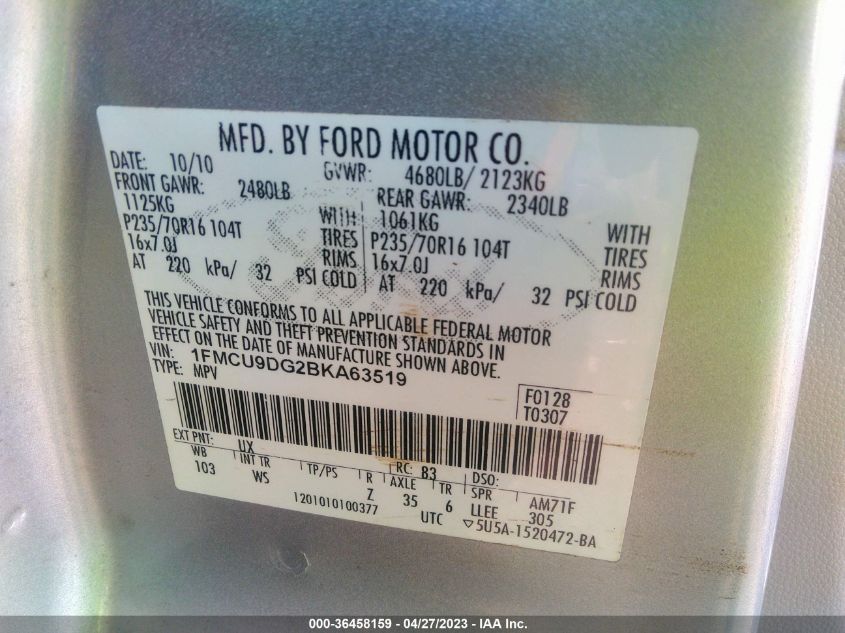 MFD. BY FORD MOTOR CO.
DATE: 10/10 GVWR: 4680LB/ 2123KG
FRONT GAWR: 2480LB REAR GAWR: 2340LB
1125KG WITH 1061KG WITH
P235/70R16 104T TIRES P235/70R16 104T TIRES
16x7.0J RIMS 16x7.0J RIMS
AT 220 kPa/ 32 PSI COLD AT 220 kPa/ 32 PSI COLD
THIS VEHICLE CONFORMS TO ALL APPLICABLE FEDERAL MOTOR
VEHICLE SAFETY AND THEFT PREVENTION STANDARDS IN
EFFECT ON THE DATE OF MANUFACTURE SHOWN ABOVE.
VIN: 1FMCU9DG2BKA63519
TYPE: MPV
F0128
T0307
EXT PNT: UX RC: 83 DSO:
WB INT TR TP/PS R AXLE TR SPR AM71F
103 WS Z 35 6 LLEE 305
1201010100377 UTC ▽5U5A-1520472-BA
000-36458159 - 04/27/2023 - IAA Inc.